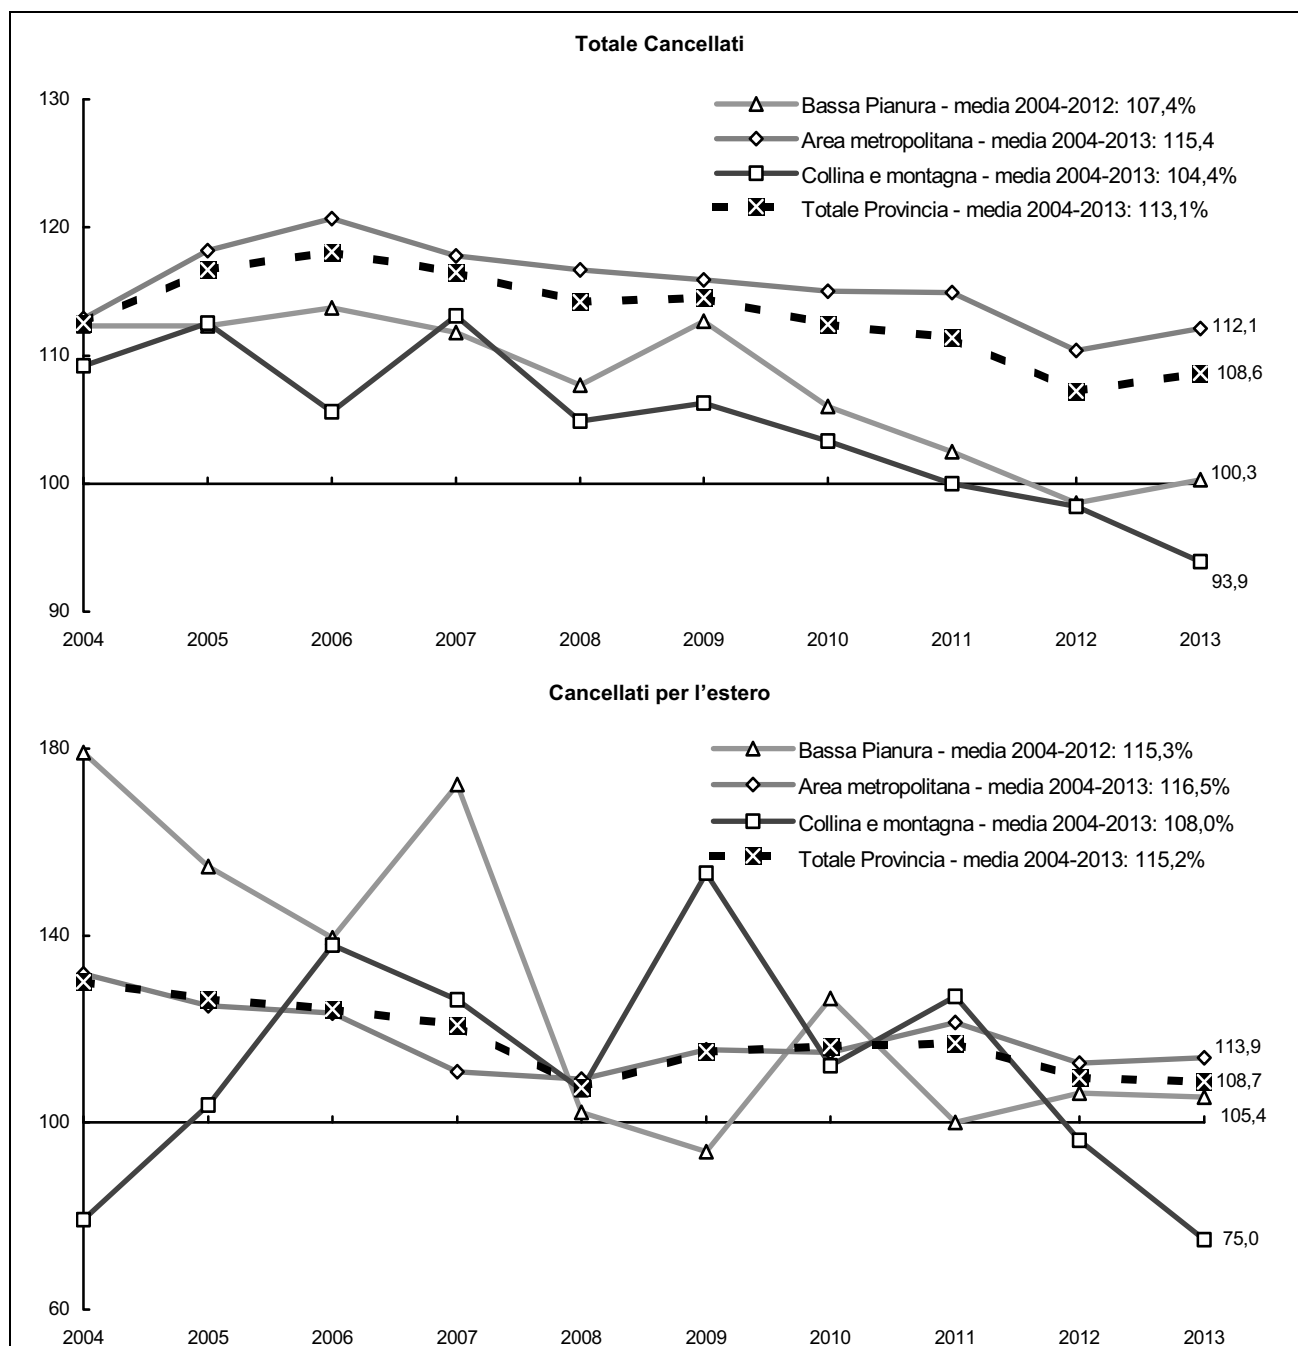 Totale Cancellati
130
120
110
100
90
Bassa Pianura - media 2004-2012: 107,4%
Area metropolitana - media 2004-2013: 115,4
Collina e montagna - media 2004-2013: 104,4%
Totale Provincia - media 2004-2013: 113,1%
112,1
108,6
100,3
93,9
2004 2005 2006 2007 2008 2009 2010 2011 2012 2013
Cancellati per l'estero
180
140
100
60
Bassa Pianura - media 2004-2012: 115,3%
Area metropolitana - media 2004-2013: 116,5%
Collina e montagna - media 2004-2013: 108,0%
Totale Provincia - media 2004-2013: 115,2%
113,9
108,7
105,4
75,0
2004 2005 2006 2007 2008 2009 2010 2011 2012 2013